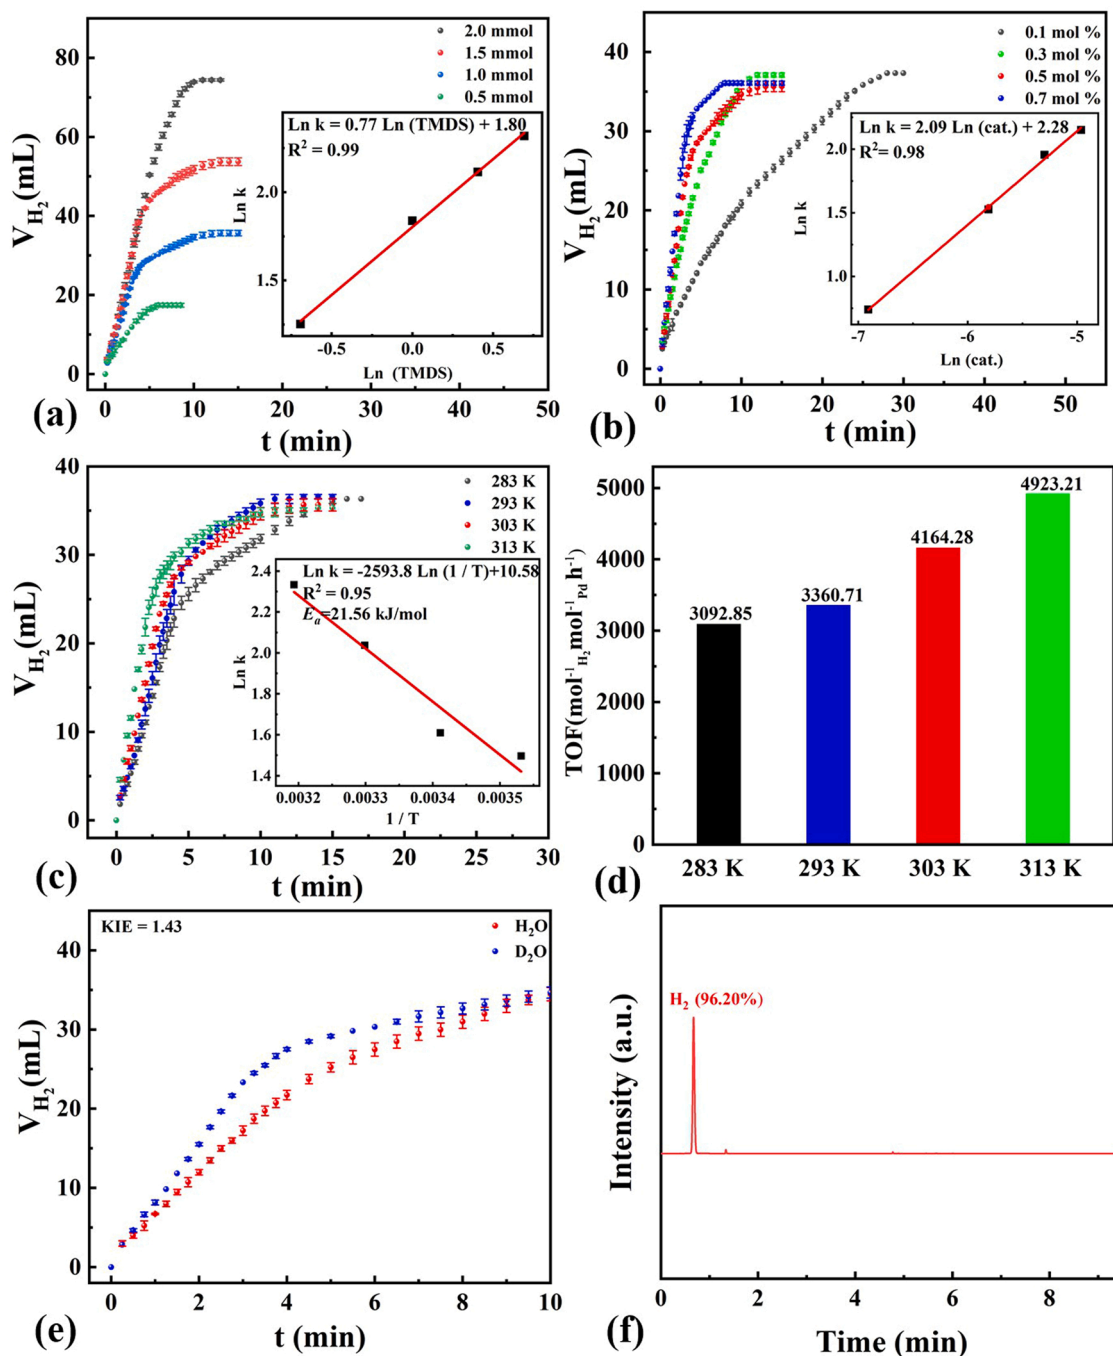 2.0 mmol
1.5 mmol
1.0 mmol
0.5 mmol
Ln k = 0.77 Ln (TMDS) + 1.80
R² = 0.99
2.0
1.5
Ln k
-0.5 0.0 0.5
Ln (TMDS)
80
60
40
20
0
V_H₂ (mL)
0 5 10 15 20 25 30 35 40 45 50
t (min)
(a)
0.1 mol %
0.3 mol %
0.5 mol %
0.7 mol %
Ln k = 2.09 Ln (cat.) + 2.28
R² = 0.98
2.0
1.5
1.0
Ln k
-7 -6 -5
Ln (cat.)
40
30
20
10
0
V_H₂ (mL)
0 10 20 30 40 50
t (min)
(b)
283 K
293 K
303 K
313 K
Ln k = -2593.8 Ln (1 / T)+10.58
R² = 0.95
Eₐ=21.56 kJ/mol
2.4
2.2
2.0
1.8
1.6
1.4
Ln k
0.0032 0.0033 0.0034 0.0035
1 / T
40
30
20
10
0
V_H₂ (mL)
0 5 10 15 20 25 30
t (min)
(c)
5000
4000
3000
2000
1000
0
TOF(mol⁻¹_H₂ mol⁻¹_Pd h⁻¹)
3092.85
3360.71
4164.28
4923.21
283 K 293 K 303 K 313 K
(d)
KIE = 1.43
H₂O
D₂O
40
30
20
10
0
V_H₂ (mL)
0 2 4 6 8 10
t (min)
(e)
H₂ (96.20%)
Intensity (a.u.)
0 2 4 6 8
Time (min)
(f)